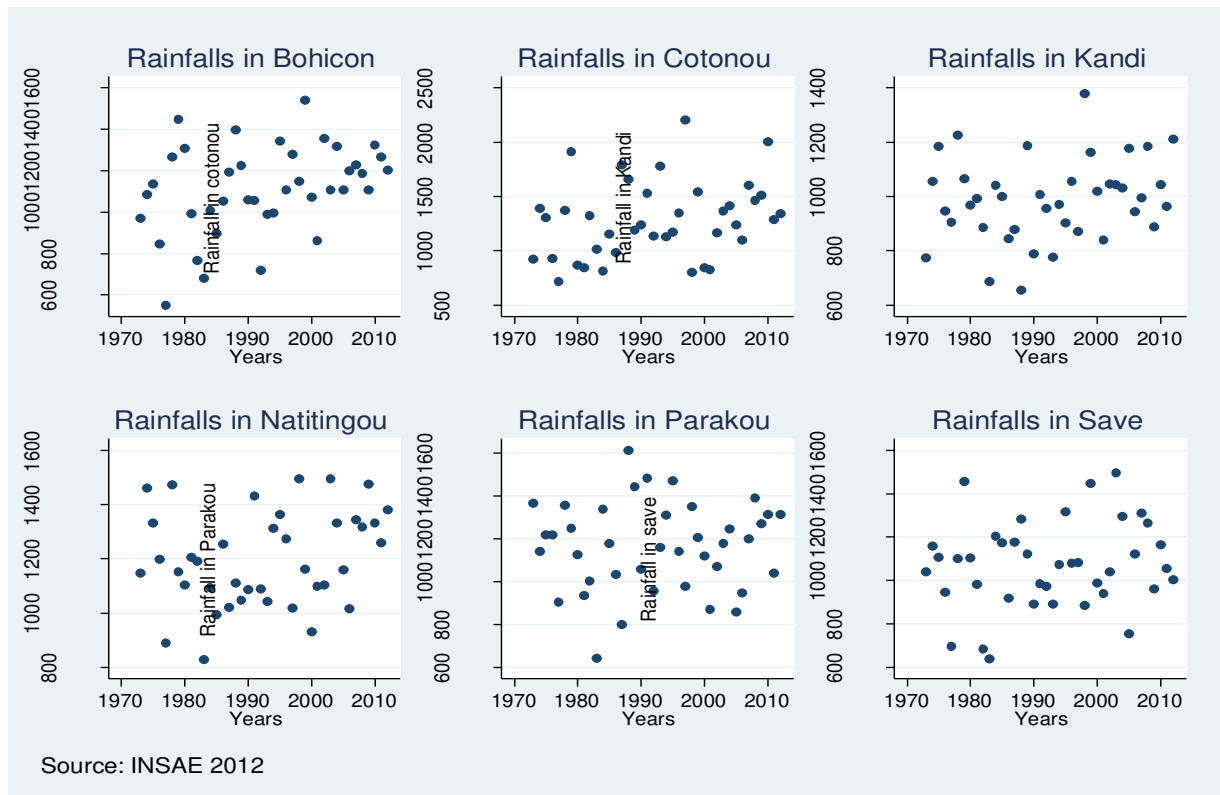 Rainfalls in Bohicon
600 800 1000 1200 1400 1600
Rainfall in cotonou
1970 1980 1990 2000 2010
Years
Rainfalls in Cotonou
500 1000 1500 2000 2500
Rainfall in Kandi
1970 1980 1990 2000 2010
Years
Rainfalls in Kandi
600 800 1000 1200 1400
1970 1980 1990 2000 2010
Years
Rainfalls in Natitingou
800 1000 1200 1400 1600
Rainfall in Parakou
1970 1980 1990 2000 2010
Years
Rainfalls in Parakou
600 800 1000 1200 1400 1600
Rainfall in save
1970 1980 1990 2000 2010
Years
Rainfalls in Save
600 800 1000 1200 1400 1600
1970 1980 1990 2000 2010
Years
Source: INSAE 2012